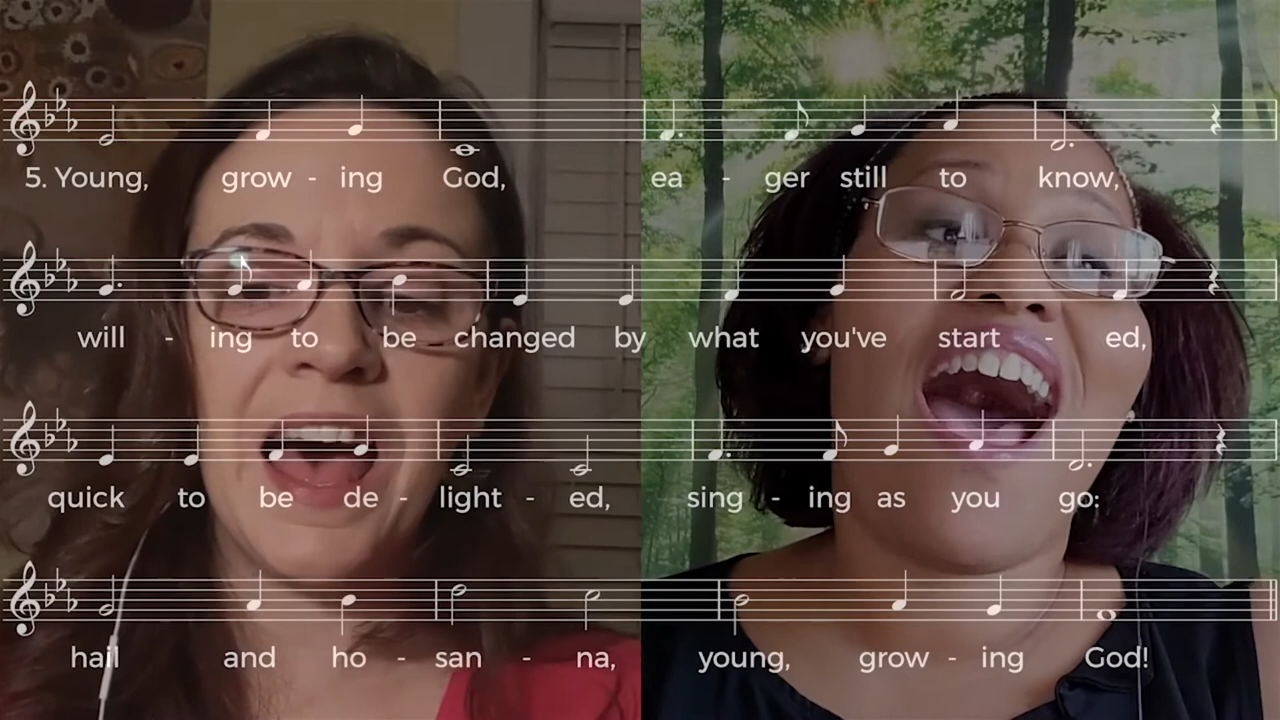 5. Young, grow - ing God, ea - ger still to know,
will - ing to be changed by what you've start - ed,
quick to be de - light - ed, sing - ing as you go:
hail and ho - san - na, young, grow - ing God!